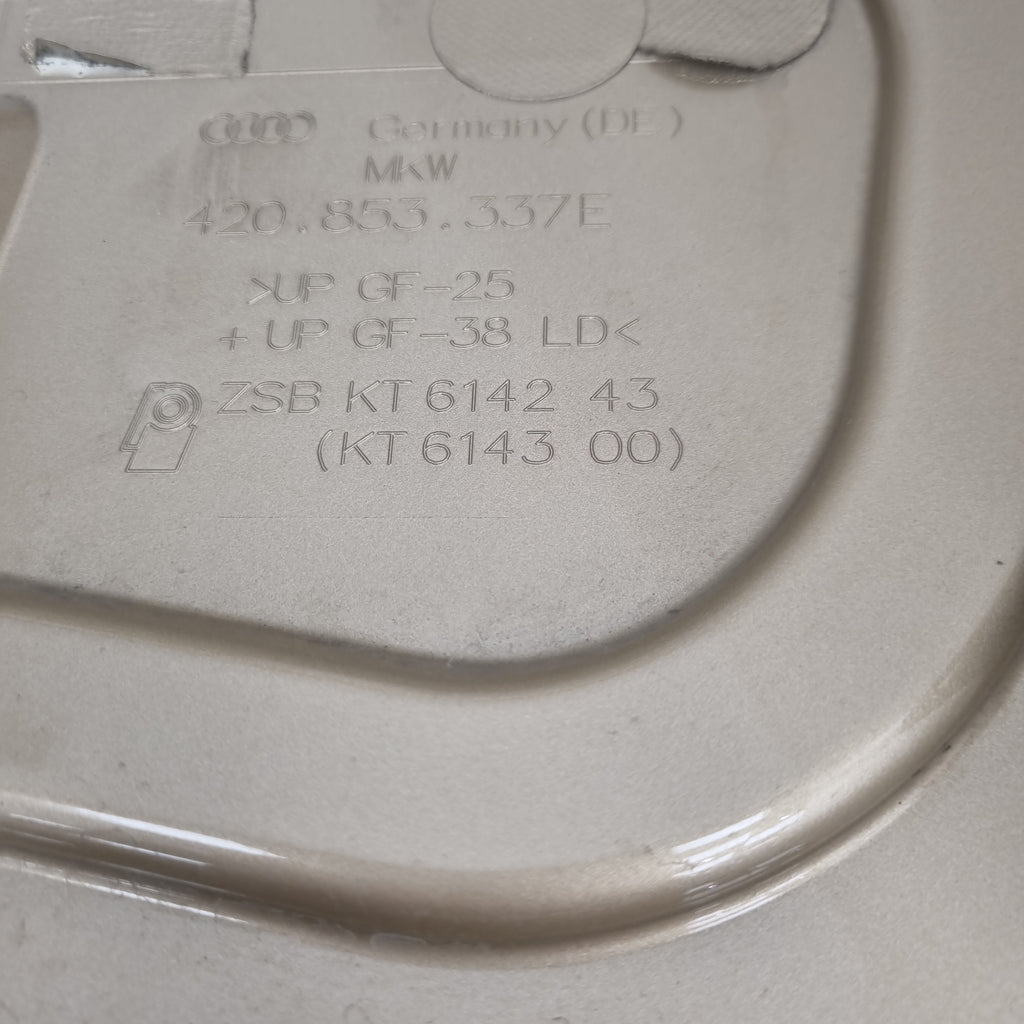 Germany (DE)
MKW
420.853.337E
>UP GF-25
+ UP GF-38 LD<
ZSB KT 6142 43
(KT 6143 00)